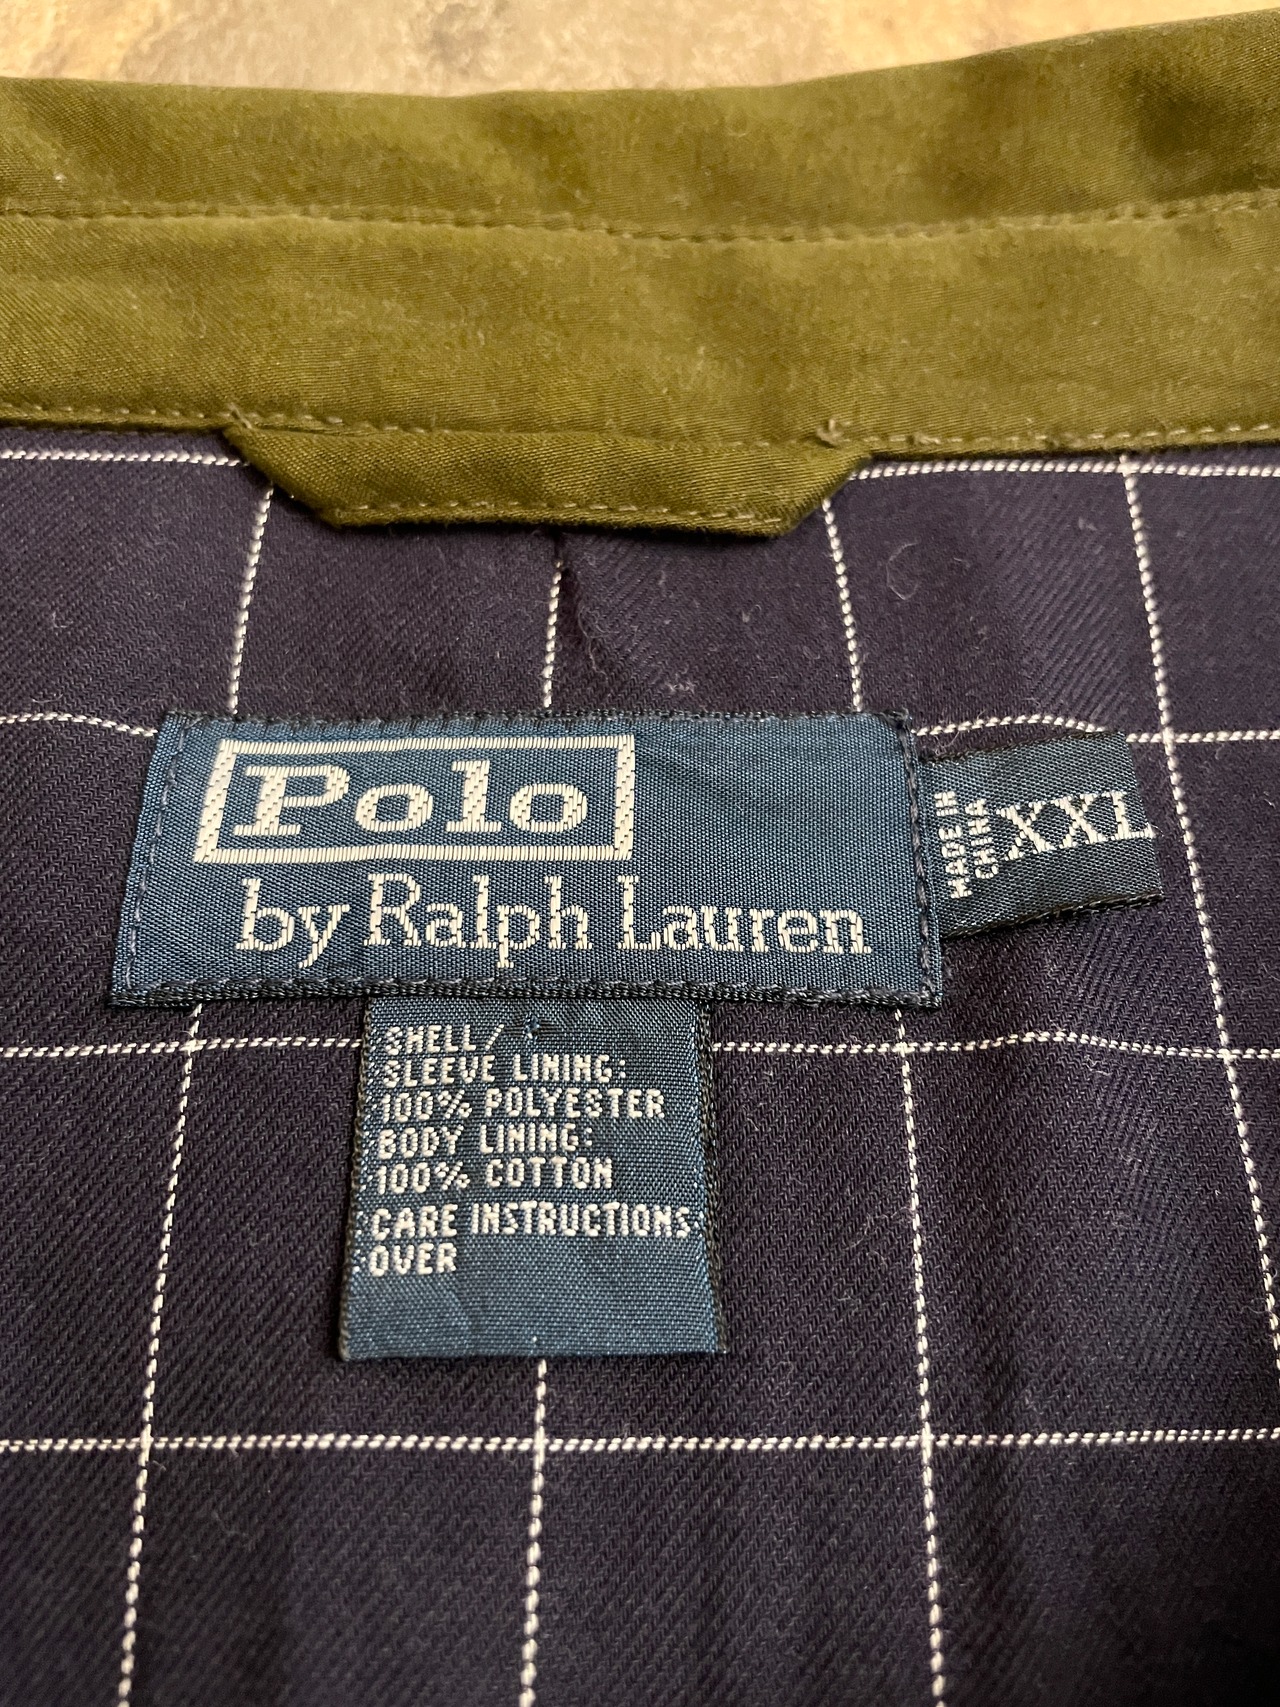 Polo
by Ralph Lauren
MADE IN
CHINA
XXL
SHELL/
SLEEVE LINING:
100% POLYESTER
BODY LINING:
100% COTTON
CARE INSTRUCTIONS
OVER